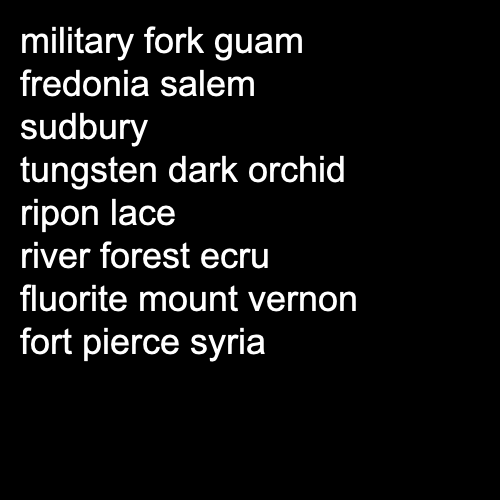 military fork guam
fredonia salem
sudbury
tungsten dark orchid
ripon lace
river forest ecru
fluorite mount vernon
fort pierce syria